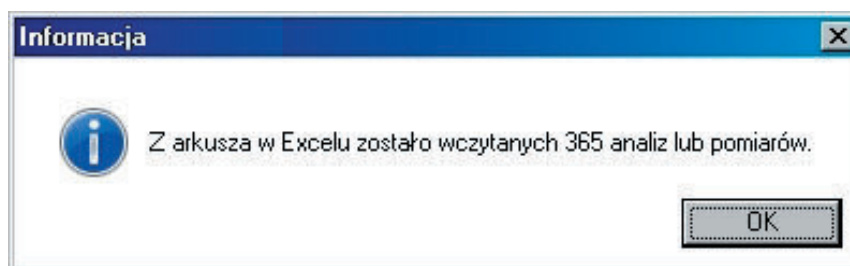 Informacja
Z arkusza w Excelu zostało wczytanych 365 analiz lub pomiarów.
OK